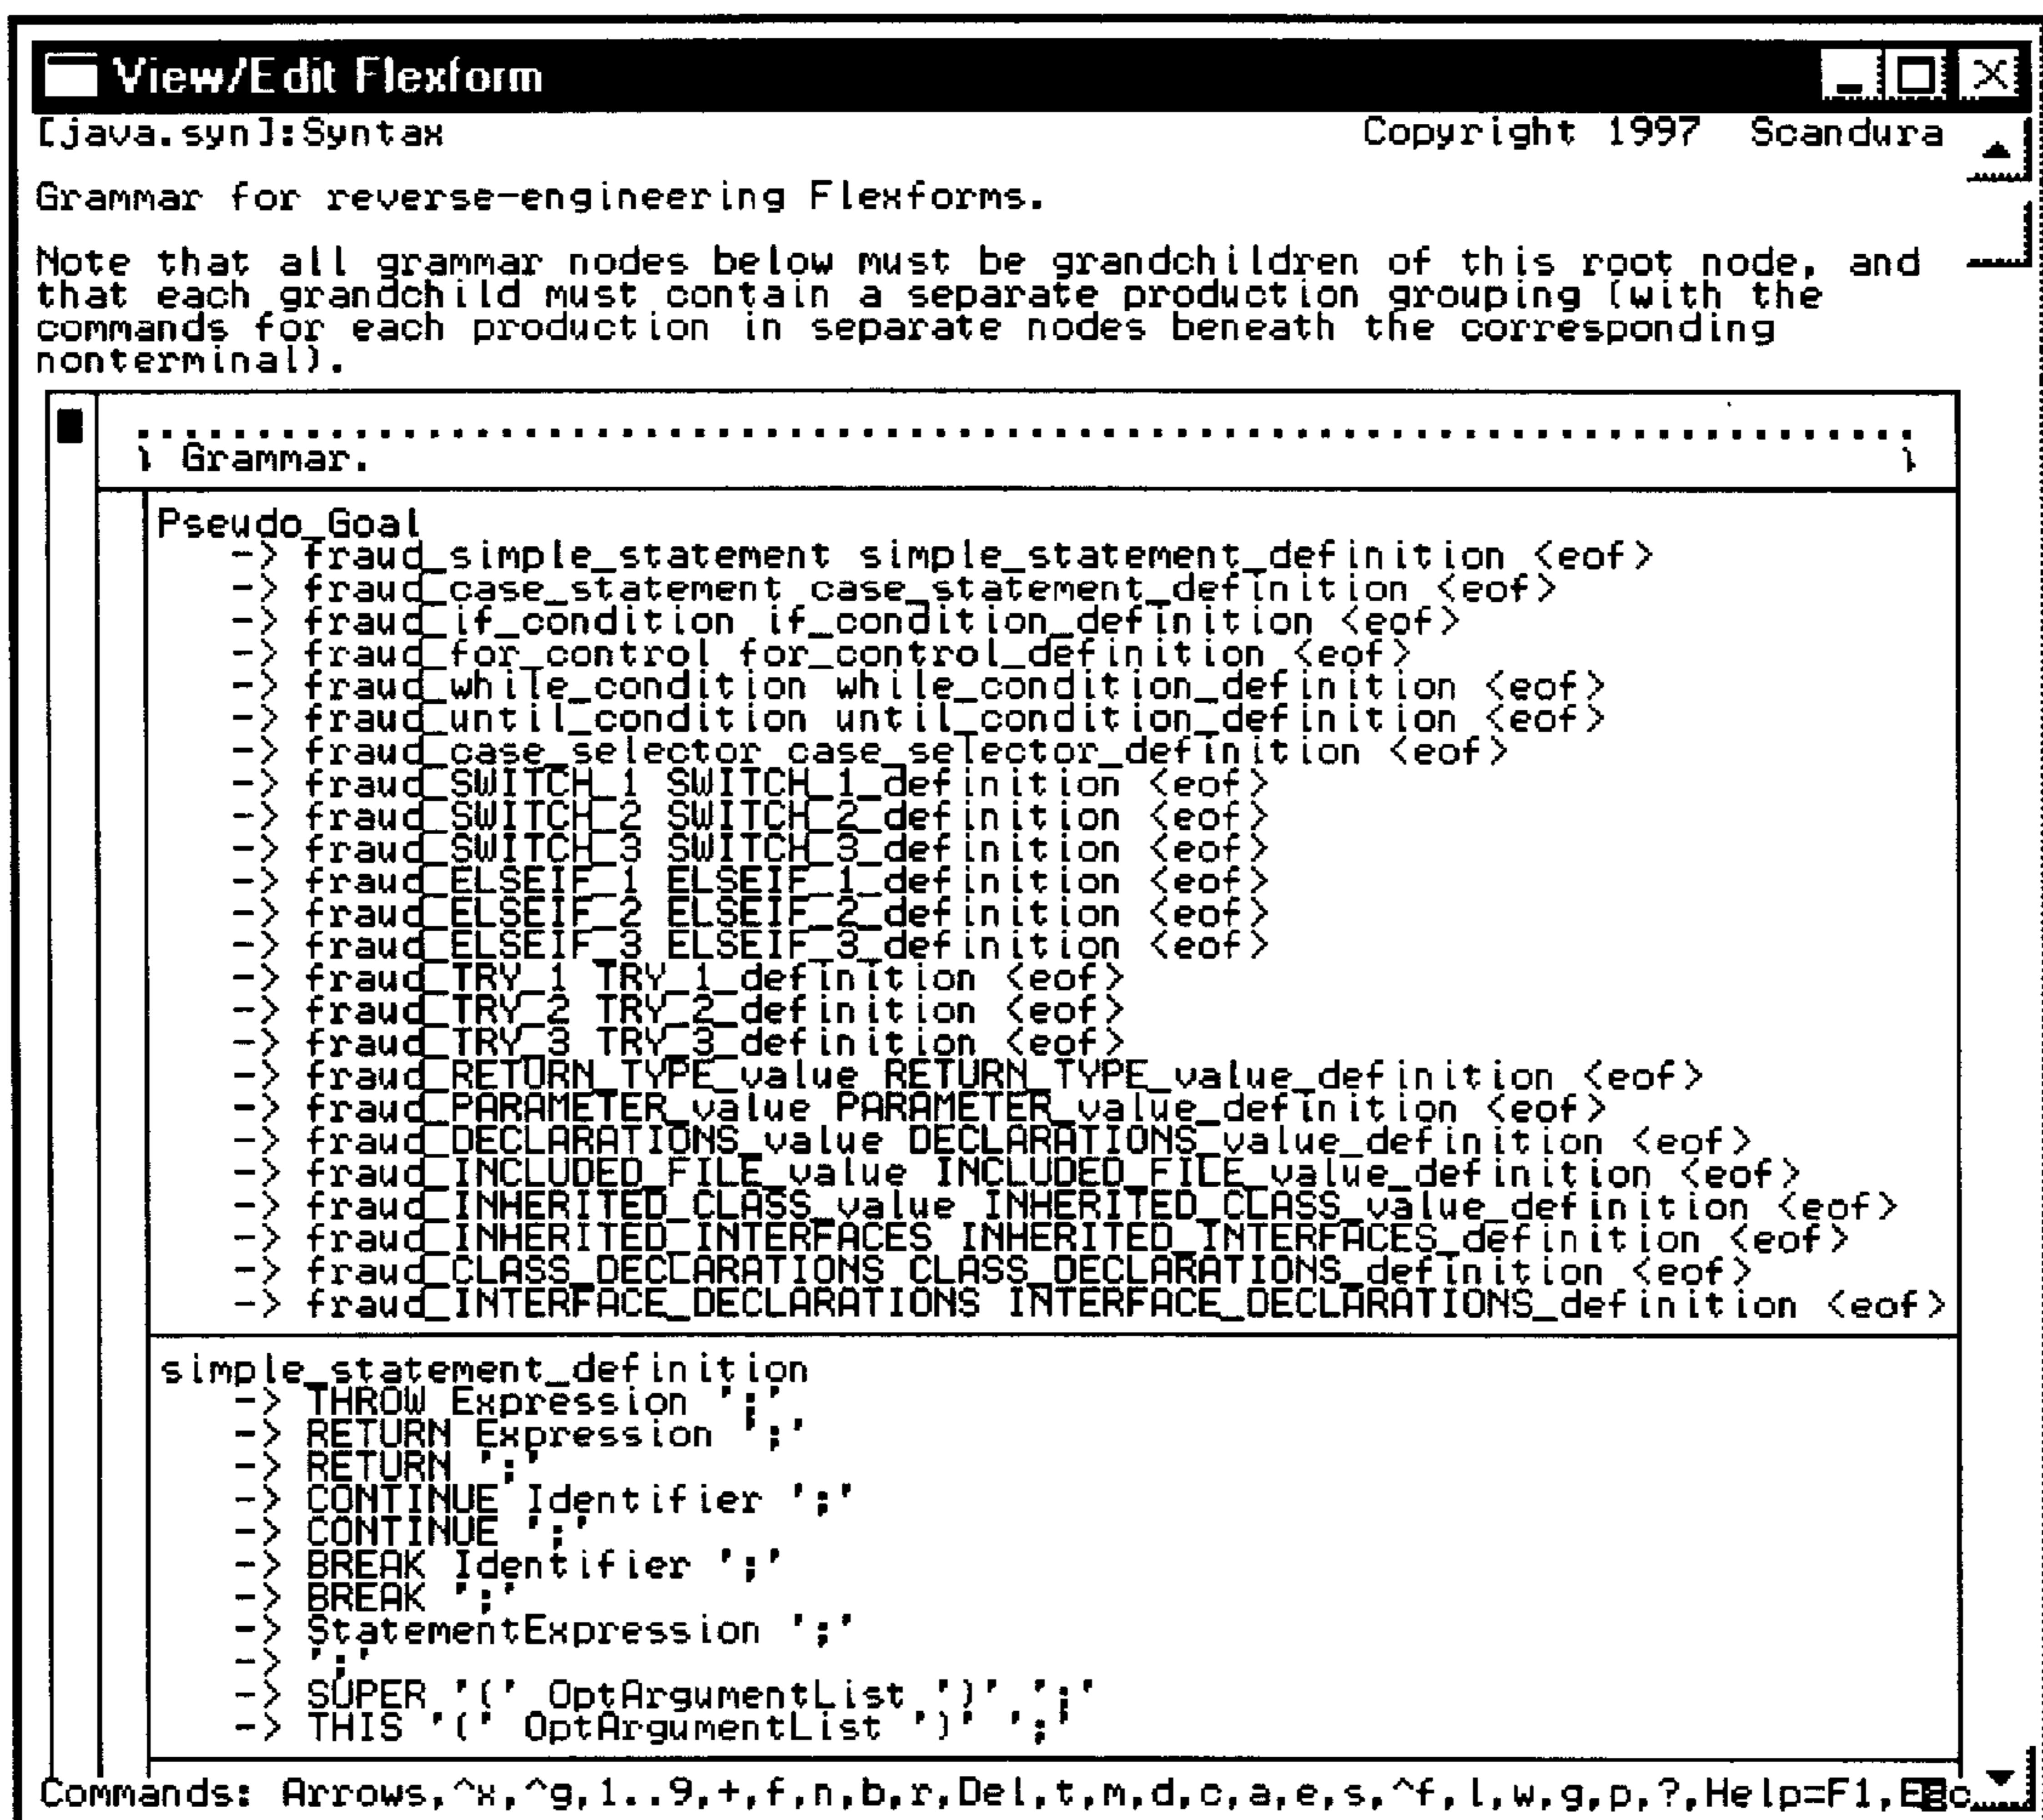 View/Edit Flexform
[java.syn]:Syntax Copyright 1997 Scandura
Grammar for reverse-engineering Flexforms.
Note that all grammar nodes below must be grandchildren of this root node, and
that each grandchild must contain a separate production grouping (with the
commands for each production in separate nodes beneath the corresponding
nonterminal).
} Grammar. }
Pseudo_Goal
-> fraud_simple_statement simple_statement_definition <eof>
-> fraud_case_statement case_statement_definition <eof>
-> fraud_if_condition if_condition_definition <eof>
-> fraud_for_control for_control_definition <eof>
-> fraud_while_condition while_condition_definition <eof>
-> fraud_until_condition until_condition_definition <eof>
-> fraud_case_selector case_selector_definition <eof>
-> fraud_SWITCH_1 SWITCH_1_definition <eof>
-> fraud_SWITCH_2 SWITCH_2_definition <eof>
-> fraud_SWITCH_3 SWITCH_3_definition <eof>
-> fraud_ELSEIF_1 ELSEIF_1_definition <eof>
-> fraud_ELSEIF_2 ELSEIF_2_definition <eof>
-> fraud_ELSEIF_3 ELSEIF_3_definition <eof>
-> fraud_TRY_1 TRY_1_definition <eof>
-> fraud_TRY_2 TRY_2_definition <eof>
-> fraud_TRY_3 TRY_3_definition <eof>
-> fraud_RETURN_TYPE_value RETURN_TYPE_value_definition <eof>
-> fraud_PARAMETER_value PARAMETER_value_definition <eof>
-> fraud_DECLARATIONS_value DECLARATIONS_value_definition <eof>
-> fraud_INCLUDED_FILE_value INCLUDED_FILE_value_definition <eof>
-> fraud_INHERITED_CLASS_value INHERITED_CLASS_value_definition <eof>
-> fraud_INHERITED_INTERFACES INHERITED_INTERFACES_definition <eof>
-> fraud_CLASS_DECLARATIONS CLASS_DECLARATIONS_definition <eof>
-> fraud_INTERFACE_DECLARATIONS INTERFACE_DECLARATIONS_definition <eof>
simple_statement_definition
-> THROW Expression ';'
-> RETURN Expression ';'
-> RETURN ';'
-> CONTINUE Identifier ';'
-> CONTINUE ';'
-> BREAK Identifier ';'
-> BREAK ';'
-> StatementExpression ';'
-> ';'
-> SUPER '(' OptArgumentList ')' ';'
-> THIS '(' OptArgumentList ')' ';'
Commands: Arrows,^x,^g,1..9,+,f,n,b,r,Del,t,m,d,c,a,e,s,^f,l,w,g,p,?,Help=F1,Esc